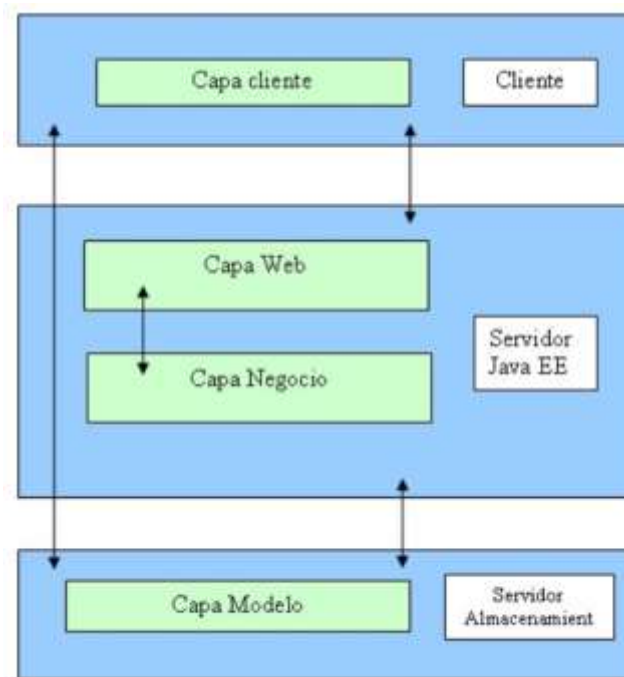 Capa cliente
Cliente
Capa Web
Servidor
Java EE
Capa Negocio
Capa Modelo
Servidor
Almacenamient